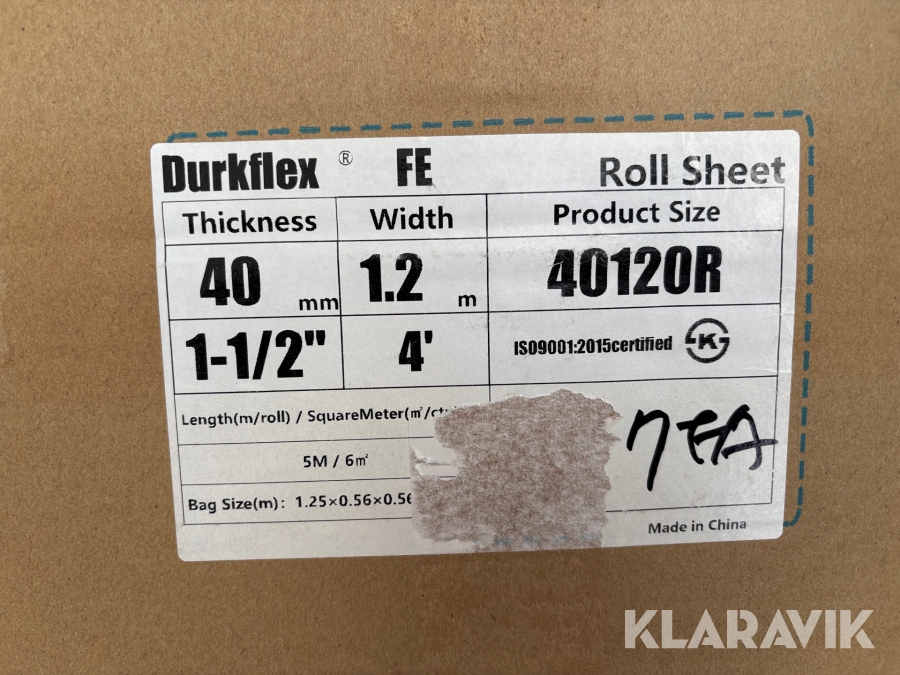 Durkflex ® FE Roll Sheet
Thickness Width Product Size
40 mm 1.2 m 40120R
1-1/2" 4' ISO9001:2015certified K
Length(m/roll) / SquareMeter(㎡/ct
7EA
5M / 6㎡
Bag Size(m): 1.25×0.56×0.56
Made in China
KLARAVIK